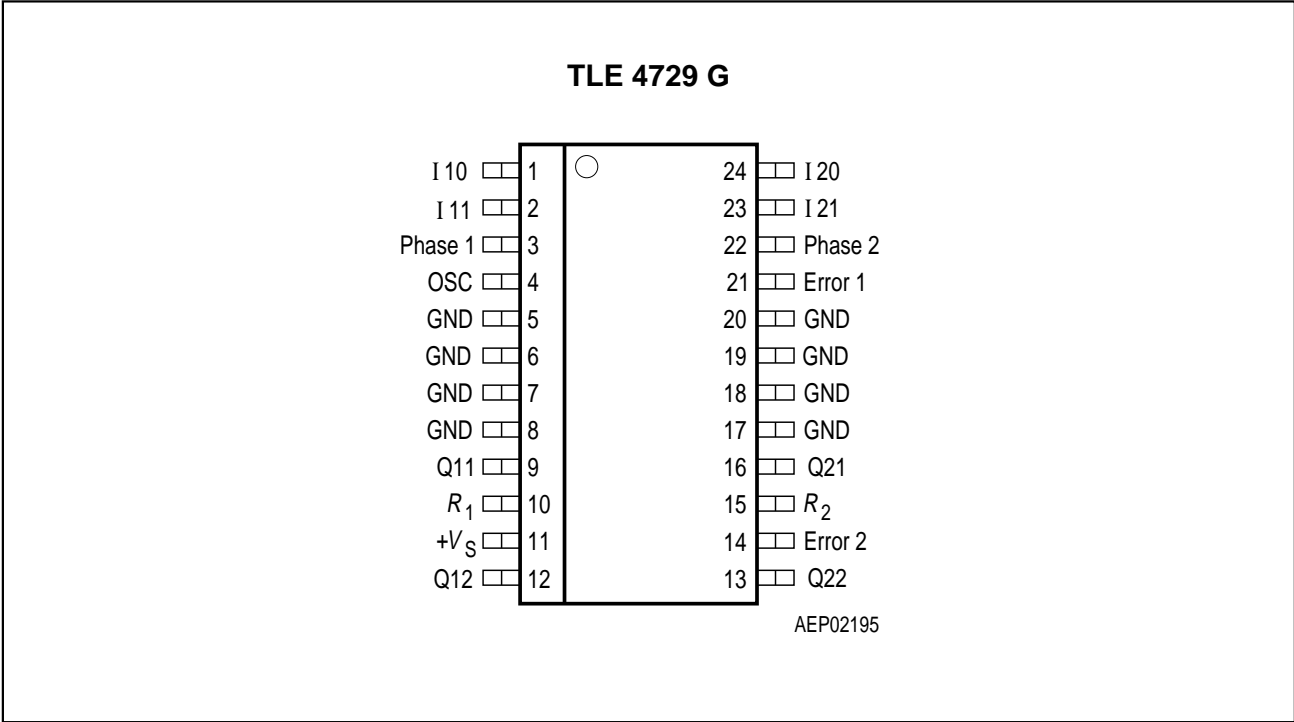 TLE 4729 G
I 10 1 24 I 20
I 11 2 23 I 21
Phase 1 3 22 Phase 2
OSC 4 21 Error 1
GND 5 20 GND
GND 6 19 GND
GND 7 18 GND
GND 8 17 GND
Q11 9 16 Q21
R1 10 15 R2
+VS 11 14 Error 2
Q12 12 13 Q22
AEP02195